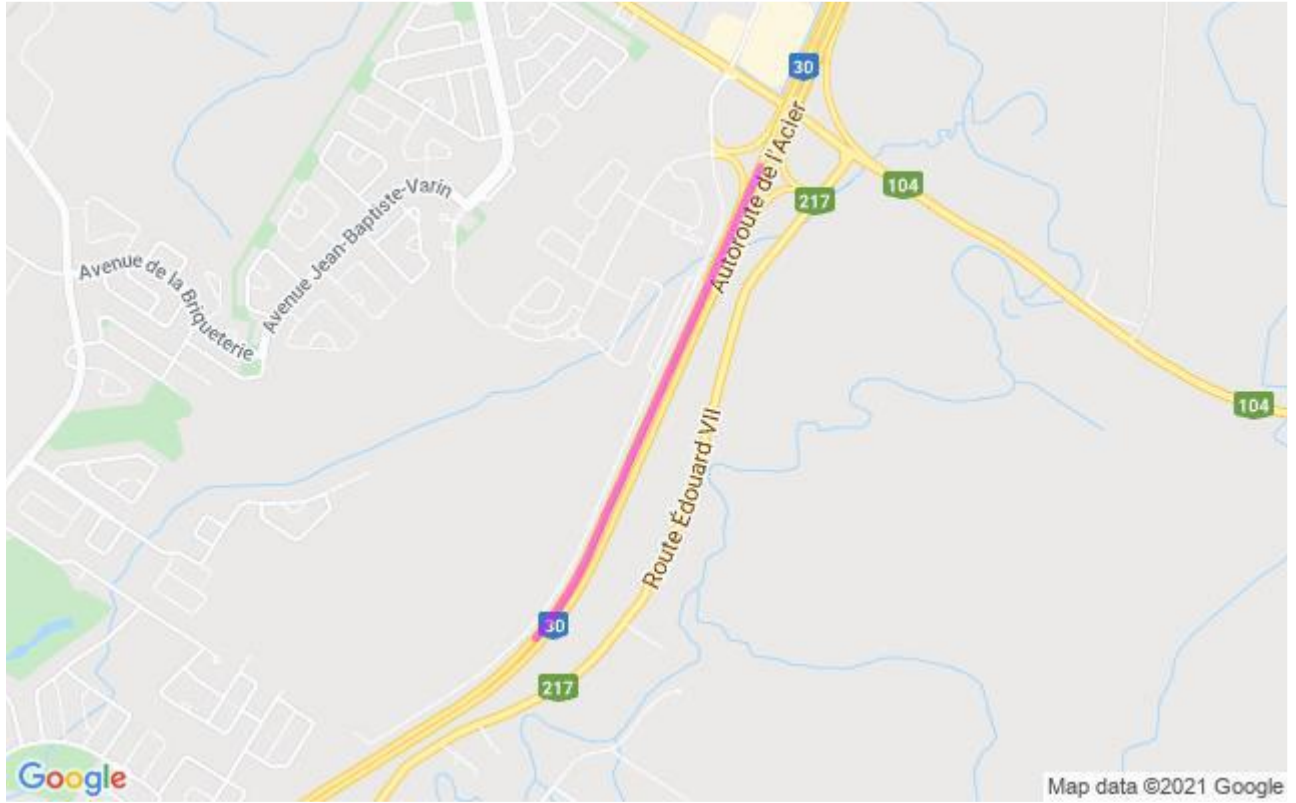 30
Autoroute de l'Acier
104
217
Avenue Jean-Baptiste-Varin
Avenue de la Briqueterie
104
Route Édouard VII
30
217
Google
Map data ©2021 Google